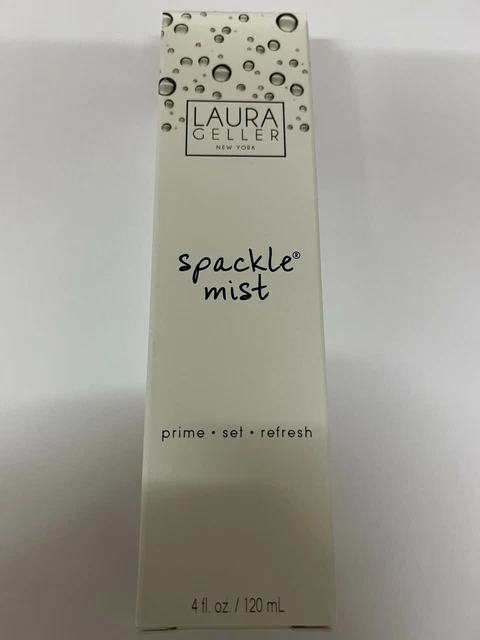 LAURA
GELLER
NEW YORK
spackle®
mist
prime • set • refresh
4 fl. oz. / 120 mL